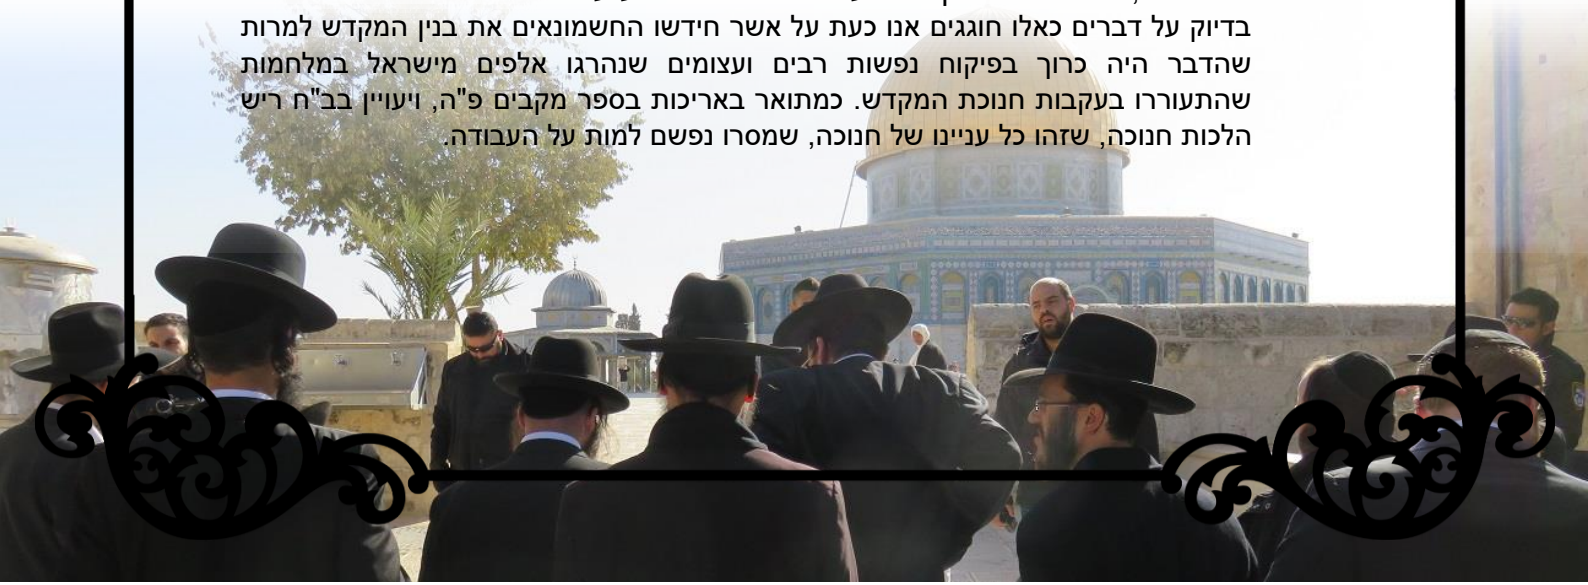 בדיוק על דברים כאלו חוגגים אנו כעת על אשר חידשו החשמונאים את בנין המקדש למרות
שהדבר היה כרוך בפיקוח נפשות רבים ועצומים שנהרגו אלפים מישראל במלחמות
שהתעוררו בעקבות חנוכת המקדש. כמתואר באריכות בספר מקבים פ"ה, ויעויין בב"ח ריש
הלכות חנוכה, שזהו כל עניינו של חנוכה, שמסרו נפשם למות על העבודה.